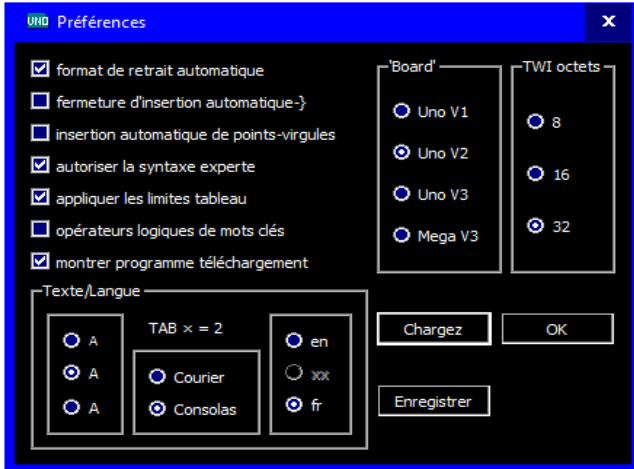 UNO Préférences
x
format de retrait automatique
fermeture d'insertion automatique-}
insertion automatique de points-virgules
autoriser la syntaxe experte
appliquer les limites tableau
opérateurs logiques de mots clés
montrer programme téléchargement
'Board'
Uno V1
Uno V2
Uno V3
Mega V3
TWI octets
8
16
32
Texte/Langue
A
A
A
TAB × = 2
Courier
Consolas
en
xx
fr
Chargez
OK
Enregistrer